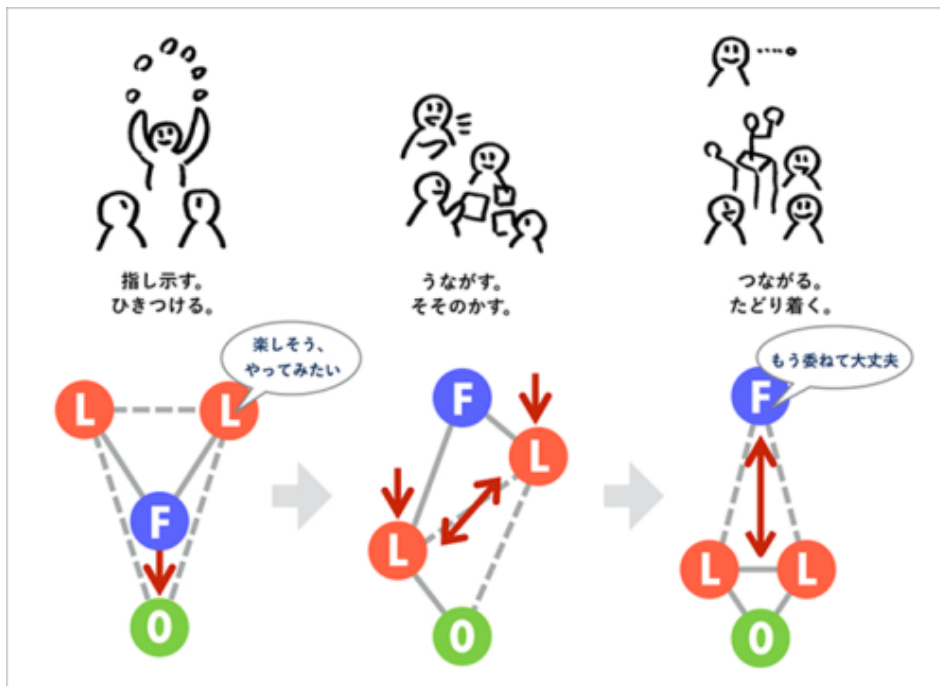 指し示す。
ひきつける。
うながす。
そそのかす。
つながる。
たどり着く。
楽しそう、
やってみたい
L
L
F
O
F
L
L
O
もう委ねて大丈夫
F
L
L
O